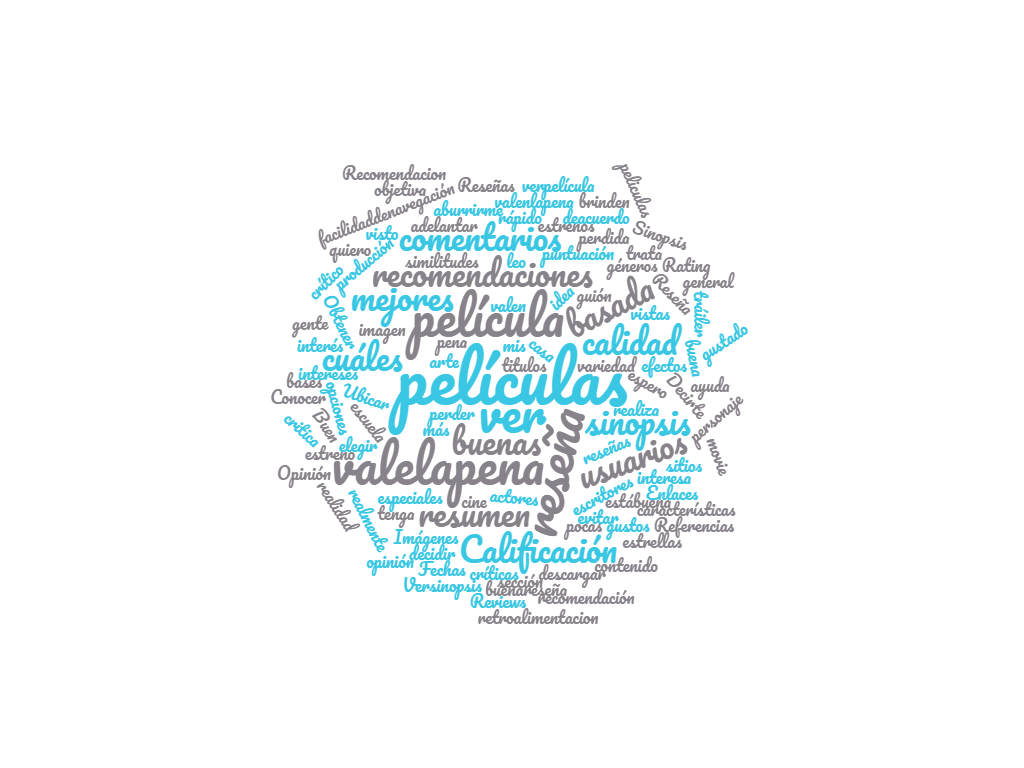 Recomendacion
peliculas
objetiva
Reseñas
verpelícula
facilidaddenavegación
valenlapena
brinden
aburrirme
rápido
deacuerdo
visto
adelantar
estrenos
Sinopsis
quiero
comentarios
perdida
producción
similitudes
leo
puntuación
trata
crítico
recomendaciones
géneros
Rating
general
Reseña
mejores
valen
idea
guión
basada
tráiler
Obtener
imagen
película
vistas
gente
pena
mis
casa
calidad
buena
gustado
interés
cuáles
arte
títulos
variedad
efectos
intereses
películas
espero
Decirte
ayuda
bases
Conocer
opciones
Ubicar
escuela
perder
ver
realiza
personaje
Buen
más
sinopsis
critica
elegir
buenas
reseña
reseñas
usuarios
movie
estreno
Opinión
valelapena
sitios
interesa
realidad
realmente
especiales
cine
actores
escritores
Enlaces
estábuena
características
tenga
resumen
evitar
pocas
gustos
Referencias
Imágenes
decidir
Calificación
estrellas
opinión
Fechas
críticas
descargar
contenido
Versinopsis
sección
buenareseña
Reviews
recomendación
retroalimentacion